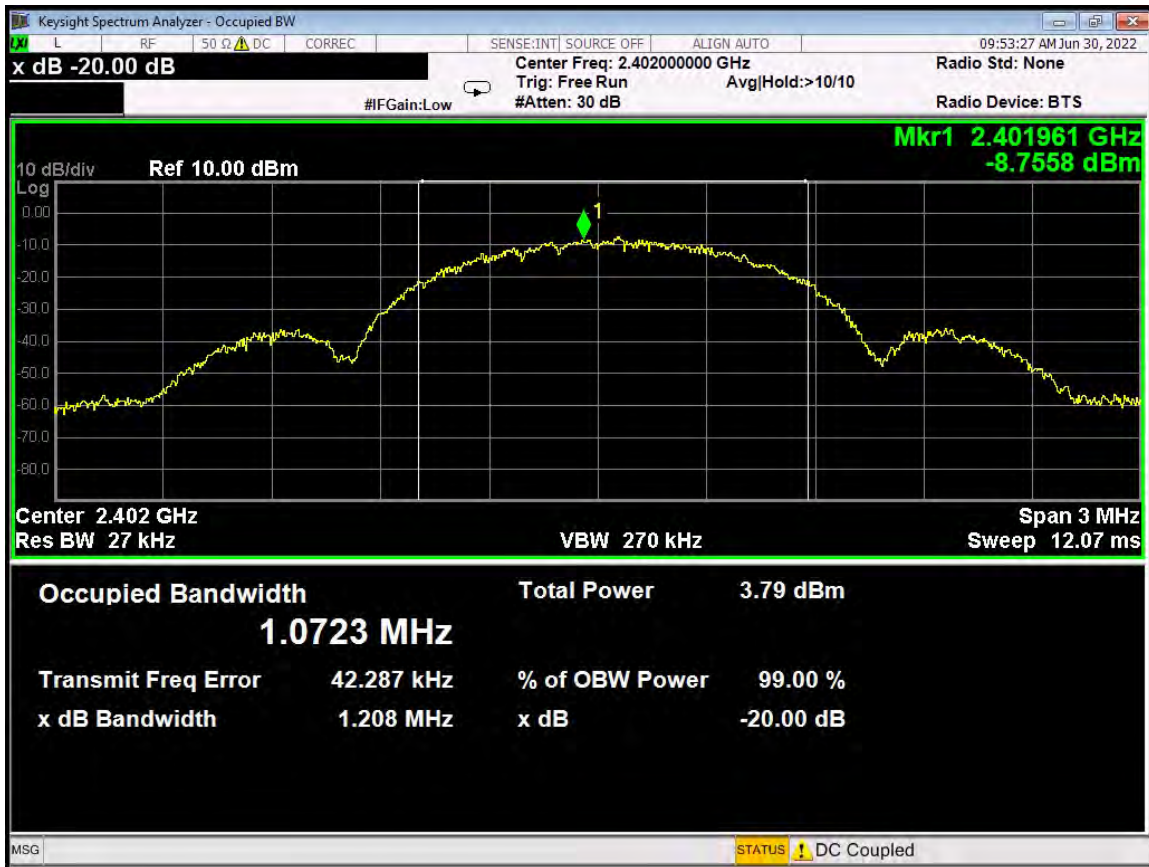 Keysight Spectrum Analyzer - Occupied BW
LXI L RF 50 Ω DC CORREC SENSE:INT SOURCE OFF ALIGN AUTO 09:53:27 AM Jun 30, 2022
x dB -20.00 dB Center Freq: 2.402000000 GHz Radio Std: None
Trig: Free Run Avg|Hold:>10/10
#IFGain:Low #Atten: 30 dB Radio Device: BTS
Mkr1 2.401961 GHz
10 dB/div Ref 10.00 dBm -8.7558 dBm
Log
0.00
1
-10.0
-20.0
-30.0
-40.0
-50.0
-60.0
-70.0
-80.0
Center 2.402 GHz Span 3 MHz
Res BW 27 kHz VBW 270 kHz Sweep 12.07 ms
Occupied Bandwidth Total Power 3.79 dBm
1.0723 MHz
Transmit Freq Error 42.287 kHz % of OBW Power 99.00 %
x dB Bandwidth 1.208 MHz x dB -20.00 dB
MSG STATUS DC Coupled